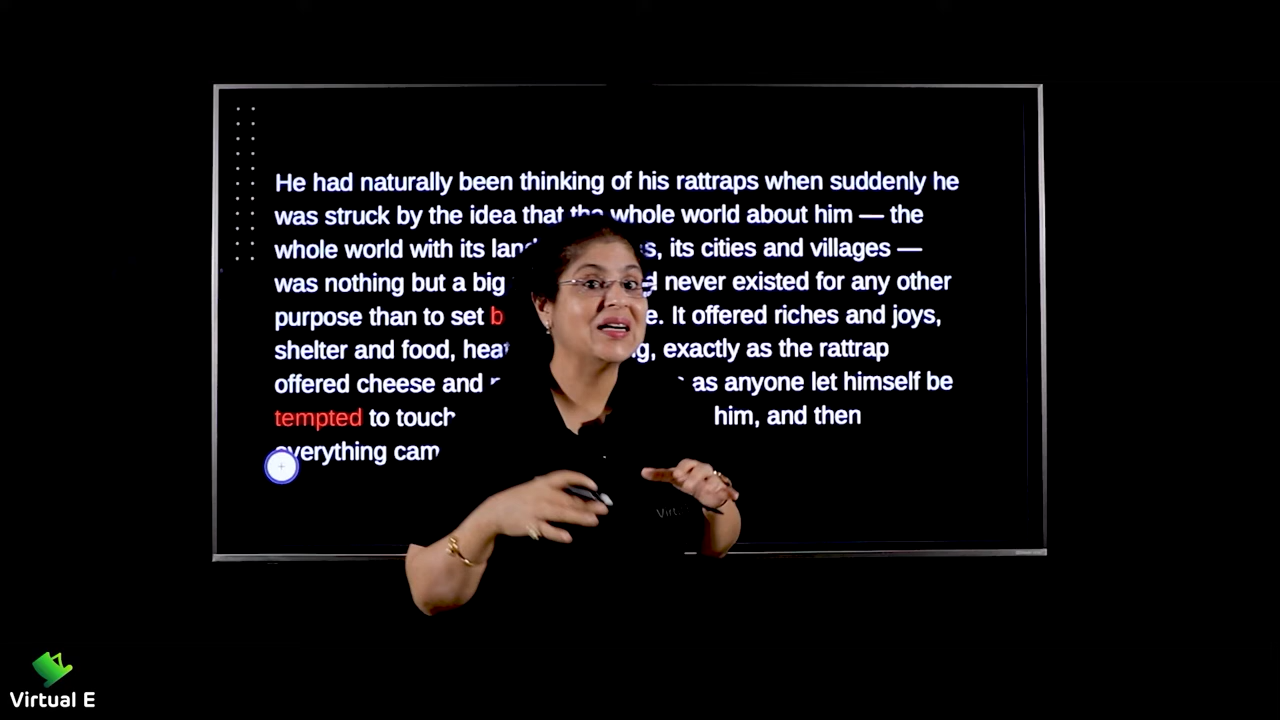 He had naturally been thinking of his rattraps when suddenly he
was struck by the idea that the whole world about him — the
whole world with its its cities and villages —
was nothing but a big never existed for any other
purpose than to set It offered riches and joys,
shelter and food, exactly as the rattrap
offered cheese and as anyone let himself be
tempted to touch him, and then
everything
Virtual E